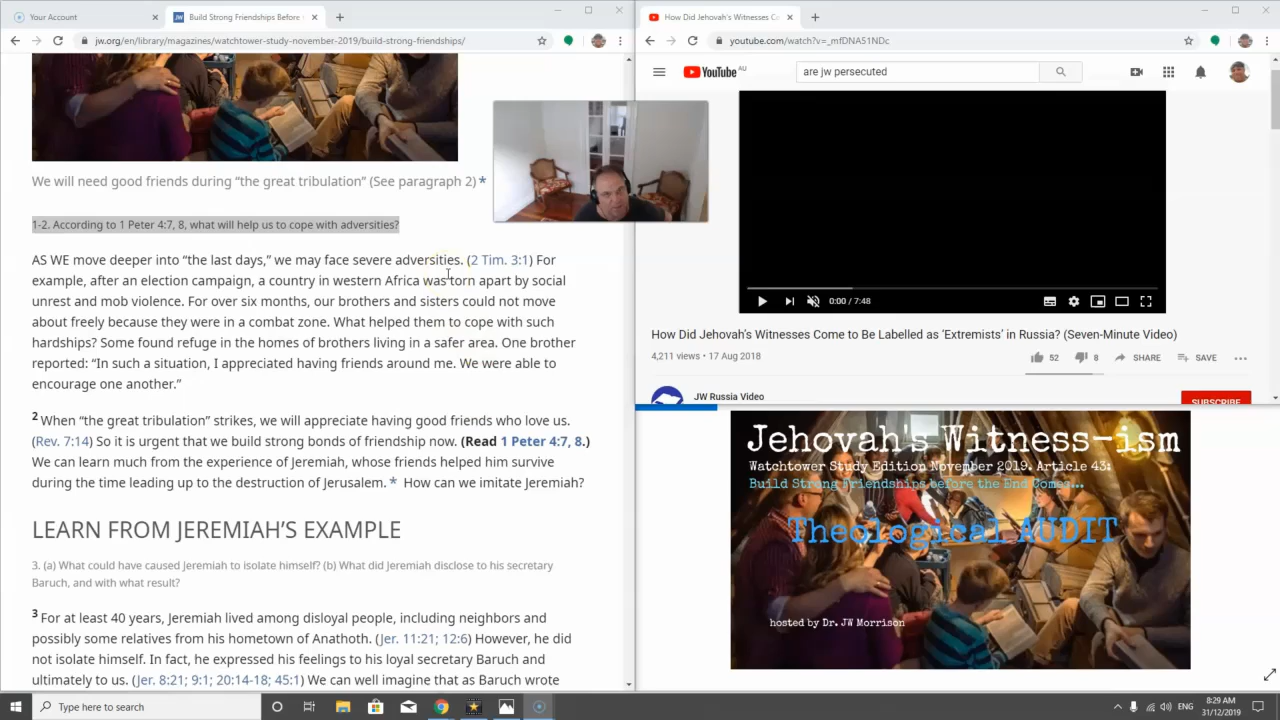 Your Account
Build Strong Friendships Before
jw.org/en/library/magazines/watchtower-study-november-2019/build-strong-friendships/
We will need good friends during “the great tribulation” (See paragraph 2) *
1-2. According to 1 Peter 4:7, 8, what will help us to cope with adversities?
AS WE move deeper into “the last days,” we may face severe adversities. (2 Tim. 3:1) For
example, after an election campaign, a country in western Africa was torn apart by social
unrest and mob violence. For over six months, our brothers and sisters could not move
about freely because they were in a combat zone. What helped them to cope with such
hardships? Some found refuge in the homes of brothers living in a safer area. One brother
reported: “In such a situation, I appreciated having friends around me. We were able to
encourage one another.”
2 When “the great tribulation” strikes, we will appreciate having good friends who love us.
(Rev. 7:14) So it is urgent that we build strong bonds of friendship now. (Read 1 Peter 4:7, 8.)
We can learn much from the experience of Jeremiah, whose friends helped him survive
during the time leading up to the destruction of Jerusalem. * How can we imitate Jeremiah?
LEARN FROM JEREMIAH’S EXAMPLE
3. (a) What could have caused Jeremiah to isolate himself? (b) What did Jeremiah disclose to his secretary
Baruch, and with what result?
3 For at least 40 years, Jeremiah lived among disloyal people, including neighbors and
possibly some relatives from his hometown of Anathoth. (Jer. 11:21; 12:6) However, he did
not isolate himself. In fact, he expressed his feelings to his loyal secretary Baruch and
ultimately to us. (Jer. 8:21; 9:1; 20:14-18; 45:1) We can well imagine that as Baruch wrote
How Did Jehovah's Witnesses Co
youtube.com/watch?v=_mfDNAS1NDc
YouTube AU
are jw persecuted
0:00 / 7:48
How Did Jehovah’s Witnesses Come to Be Labelled as ‘Extremists’ in Russia? (Seven-Minute Video)
4,211 views • 17 Aug 2018
52
8
SHARE
SAVE
JW Russia Video
SUBSCRIBE
Jehovah's Witness-ism
Watchtower Study Edition November 2019. Article 43:
Build Strong Friendships before the End Comes...
Theological AUDIT
hosted by Dr. JW Morrison
Type here to search
ENG
8:29 AM
31/12/2019